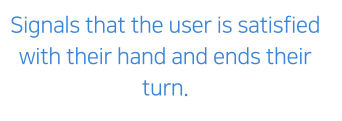 Signals that the user is satisfied
with their hand and ends their
turn.